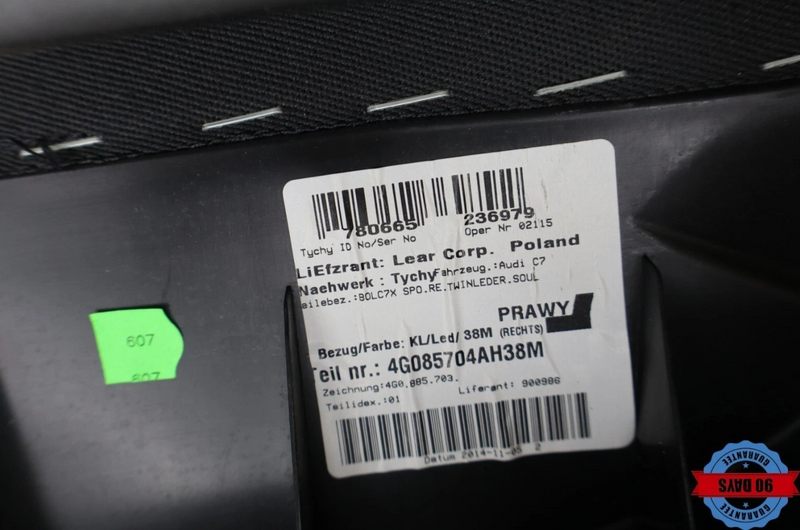 780665 236979
Tychy ID No/Ser No Oper Nr 02115
LiEfzrant: Lear Corp. Poland
Naehwerk : Tychy Fahrzeug.:Audi C7
eilebez.:BOLC7X SPO.RE.TWINLEDER.SOUL
PRAWY
Bezug/Farbe: KL/Led/ 38M (RECHTS)
Teil nr.: 4G085704AH38M
Zeichnung:4G0.885.703.
Teilidex.:01 Liferant: 900986
Datum 2014-11-05 2
607
607
GUARANTEE
90 DAYS
GUARANTEE